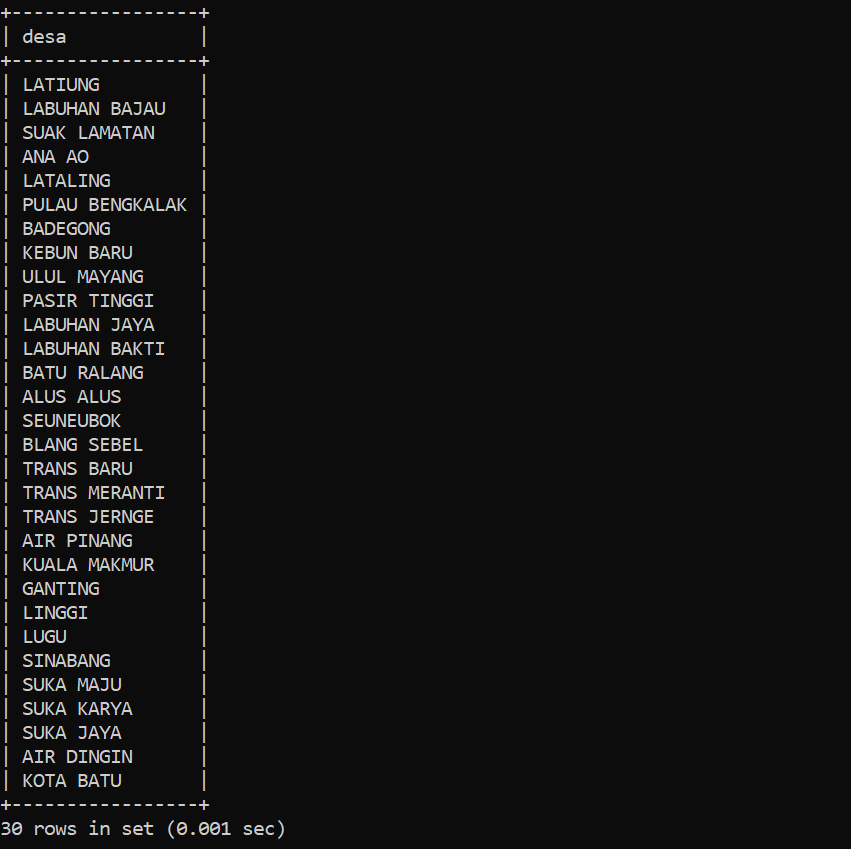 +-----------------+
| desa            |
+-----------------+
| LATIUNG         |
| LABUHAN BAJAU   |
| SUAK LAMATAN    |
| ANA AO          |
| LATALING        |
| PULAU BENGKALAK |
| BADEGONG        |
| KEBUN BARU      |
| ULUL MAYANG     |
| PASIR TINGGI    |
| LABUHAN JAYA    |
| LABUHAN BAKTI   |
| BATU RALANG     |
| ALUS ALUS       |
| SEUNEUBOK       |
| BLANG SEBEL     |
| TRANS BARU      |
| TRANS MERANTI   |
| TRANS JERNGE    |
| AIR PINANG      |
| KUALA MAKMUR    |
| GANTING         |
| LINGGI          |
| LUGU            |
| SINABANG        |
| SUKA MAJU       |
| SUKA KARYA      |
| SUKA JAYA       |
| AIR DINGIN      |
| KOTA BATU       |
+-----------------+
30 rows in set (0.001 sec)